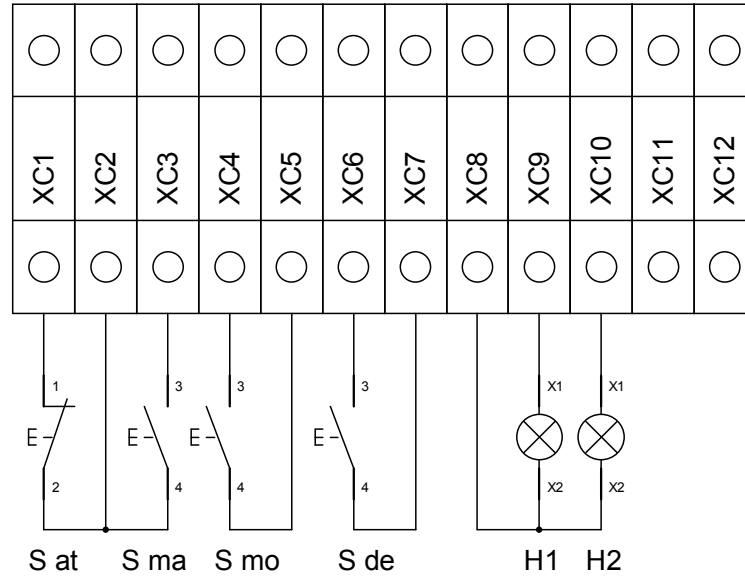 XC1 XC2 XC3 XC4 XC5 XC6 XC7 XC8 XC9 XC10 XC11 XC12
1 3 3 3 X1 X1
2 4 4 4 X2 X2
S at S ma S mo S de H1 H2